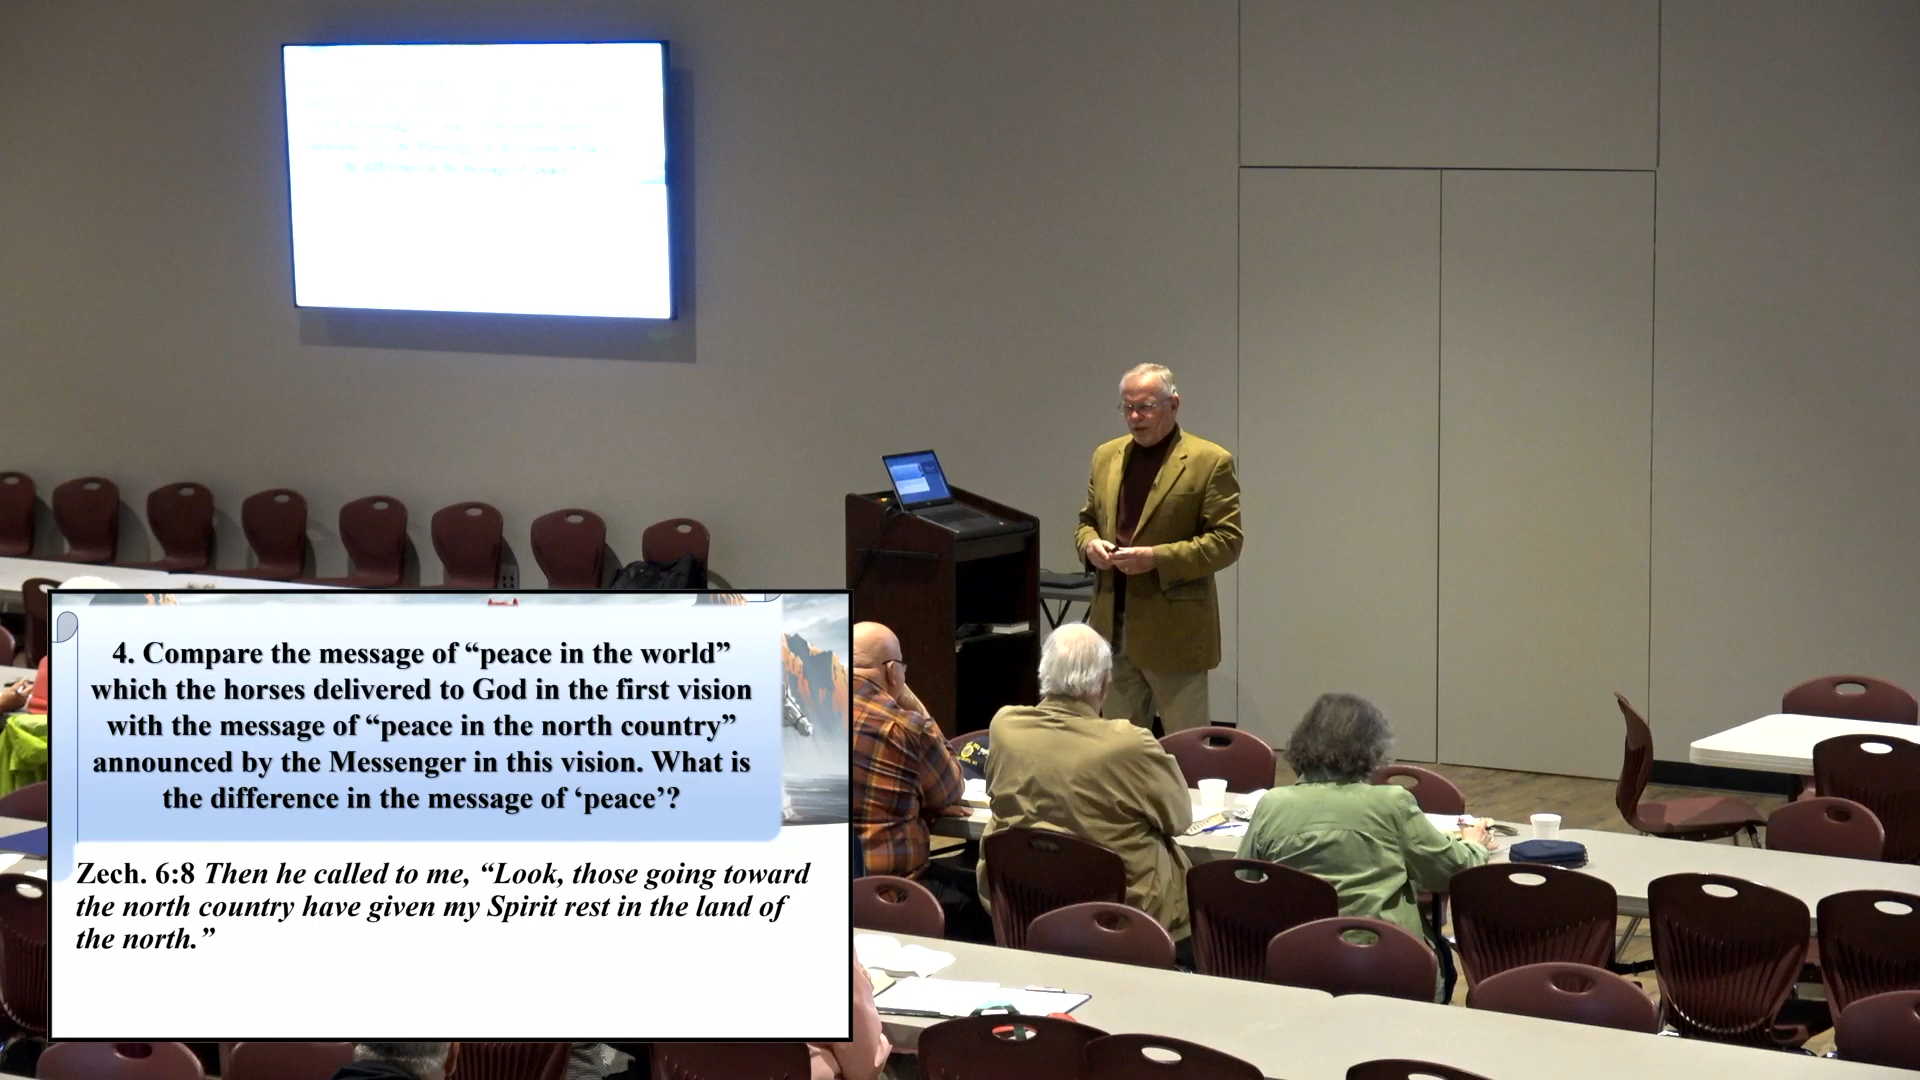 4. Compare the message of “peace in the world”
which the horses delivered to God in the first vision
with the message of “peace in the north country”
announced by the Messenger in this vision. What is
the difference in the message of ‘peace’?
Zech. 6:8 Then he called to me, “Look, those going toward
the north country have given my Spirit rest in the land of
the north.”